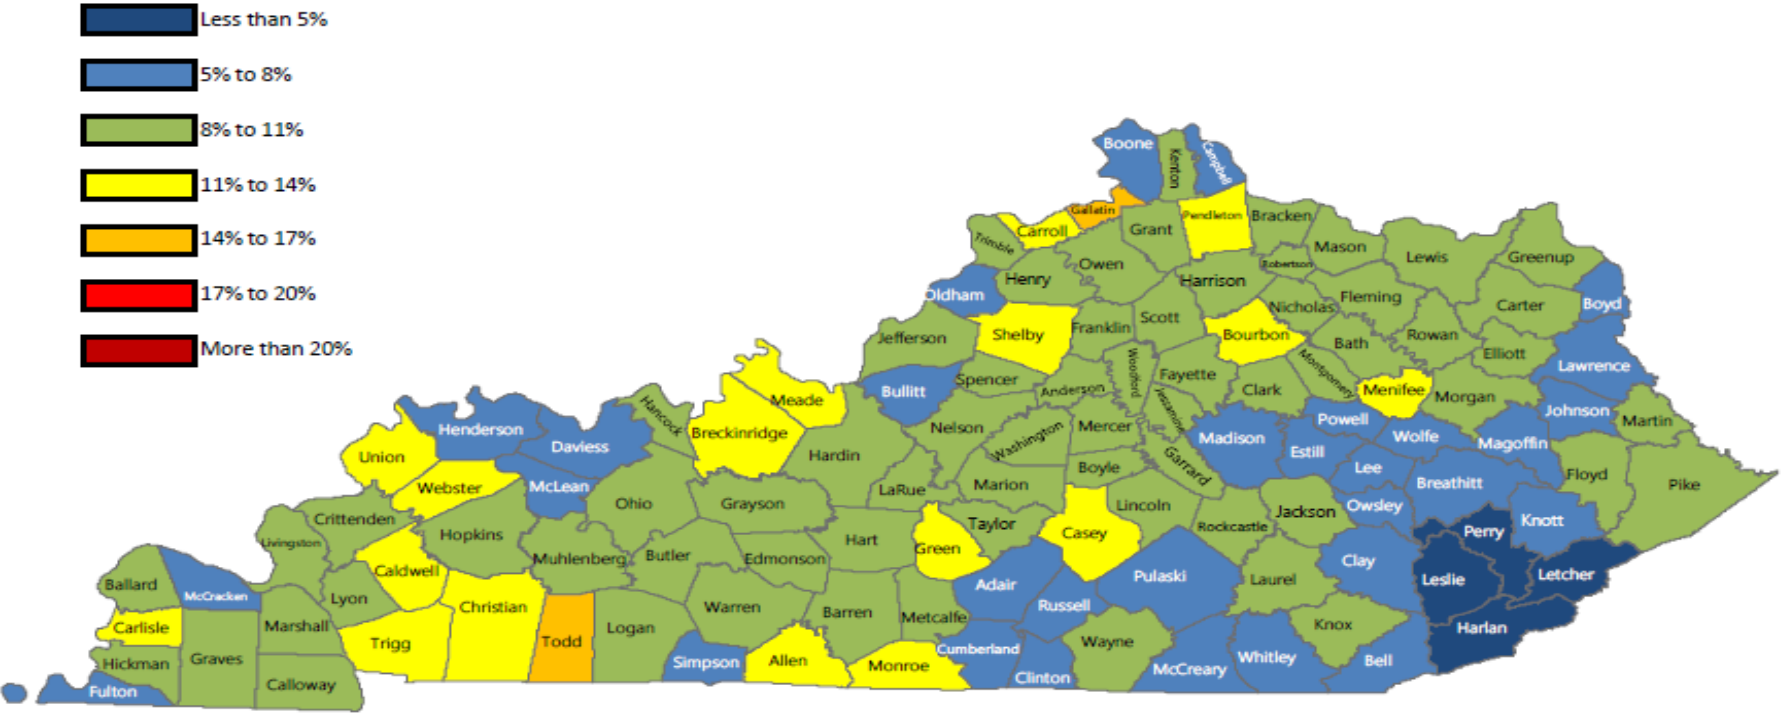 Less than 5%
5% to 8%
8% to 11%
11% to 14%
14% to 17%
17% to 20%
More than 20%
Boone
Kenton
Campbell
Gallatin
Carroll
Trimble
Grant
Pendleton
Bracken
Mason
Lewis
Greenup
Owen
Henry
Harrison
Robertson
Oldham
Fleming
Nicholas
Carter
Boyd
Scott
Franklin
Shelby
Jefferson
Bourbon
Bath
Rowan
Elliott
Lawrence
Woodford
Fayette
Montgomery
Spencer
Anderson
Clark
Menifee
Morgan
Bullitt
Meade
Hancock
Jessamine
Johnson
Martin
Powell
Wolfe
Magoffin
Madison
Mercer
Washington
Nelson
Henderson
Daviess
Breckinridge
Estill
Union
Hardin
Boyle
Garrard
Lee
Floyd
Breathitt
Pike
Webster
McLean
LaRue
Marion
Ohio
Grayson
Lincoln
Owsley
Jackson
Knott
Crittenden
Hopkins
Taylor
Rockcastle
Perry
Livingston
Hart
Green
Casey
Muhlenberg
Butler
Edmonson
Clay
Caldwell
Ballard
Adair
Pulaski
Laurel
Leslie
Letcher
McCracken
Lyon
Christian
Warren
Barren
Metcalfe
Russell
Carlisle
Marshall
Logan
Knox
Harlan
Trigg
Todd
Wayne
Cumberland
Hickman
Graves
Simpson
Allen
Monroe
Whitley
Bell
McCreary
Clinton
Calloway
Fulton